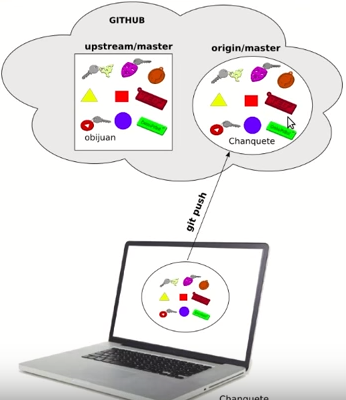 GITHUB
upstream/master
origin/master
obijuan
Chanquete
git push
Chanquete